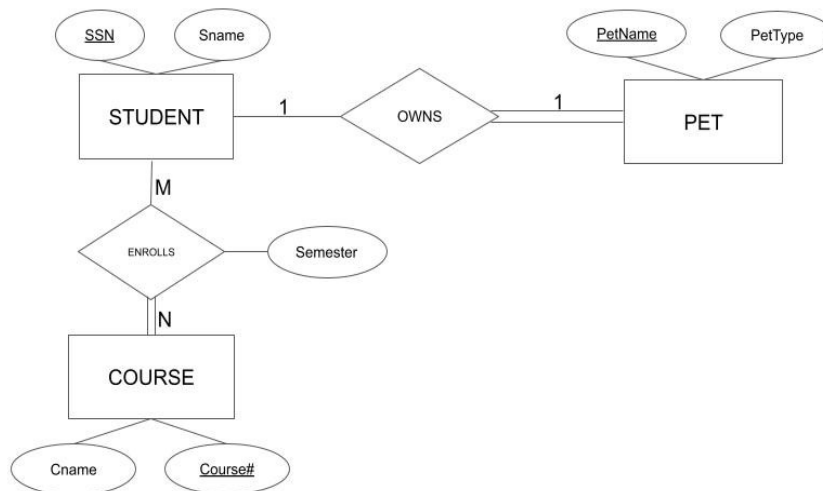 SSN
Sname
PetName
PetType
STUDENT
1
OWNS
1
PET
M
ENROLLS
Semester
N
COURSE
Cname
Course#